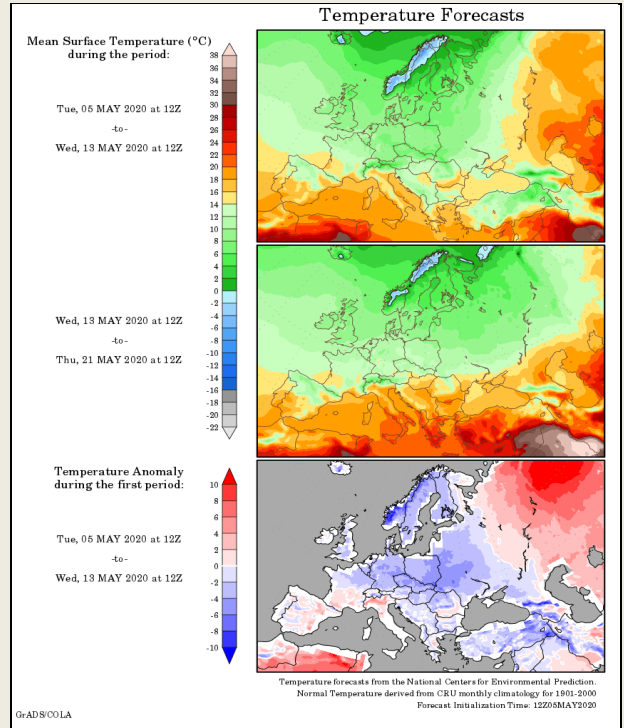 Temperature Forecasts
Mean Surface Temperature (°C)
during the period:
Tue, 05 MAY 2020 at 12Z
-to-
Wed, 13 MAY 2020 at 12Z
38
36
34
32
30
28
26
24
22
20
18
16
14
12
10
8
6
4
2
0
-2
-4
-6
-8
-10
-12
-14
-16
-18
-20
-22
Wed, 13 MAY 2020 at 12Z
-to-
Thu, 21 MAY 2020 at 12Z
Temperature Anomaly
during the first period:
Tue, 05 MAY 2020 at 12Z
-to-
Wed, 13 MAY 2020 at 12Z
10
8
6
4
2
0
-2
-4
-6
-8
-10
Temperature forecasts from the National Centers for Environmental Prediction.
Normal Temperature derived from CRU monthly climatology for 1901-2000
Forecast Initialization Time: 12Z05MAY2020
GrADS/COLA